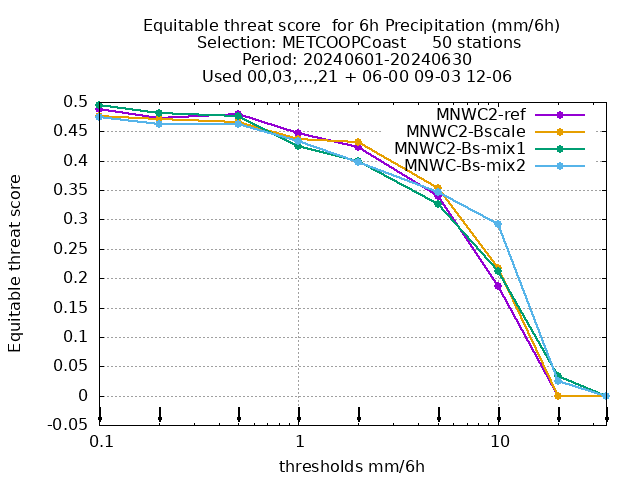 Equitable threat score  for 6h Precipitation (mm/6h)
Selection: METCOOPCoast     50 stations
Period: 20240601-20240630
Used 00,03,...,21 + 06-00 09-03 12-06
MNWC2-ref
MNWC2-Bscale
MNWC2-Bs-mix1
MNWC-Bs-mix2
Equitable threat score
0.5
0.45
0.4
0.35
0.3
0.25
0.2
0.15
0.1
0.05
0
-0.05
0.1 1 10
thresholds mm/6h